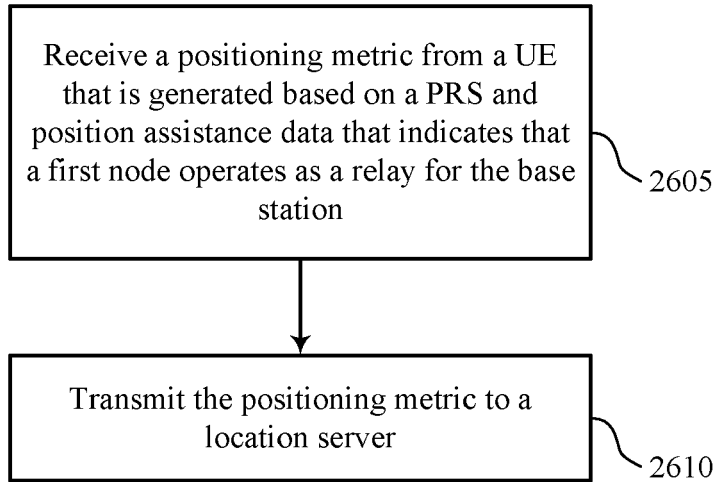 Receive a positioning metric from a UE
that is generated based on a PRS and
position assistance data that indicates that
a first node operates as a relay for the base
station
2605
Transmit the positioning metric to a
location server
2610